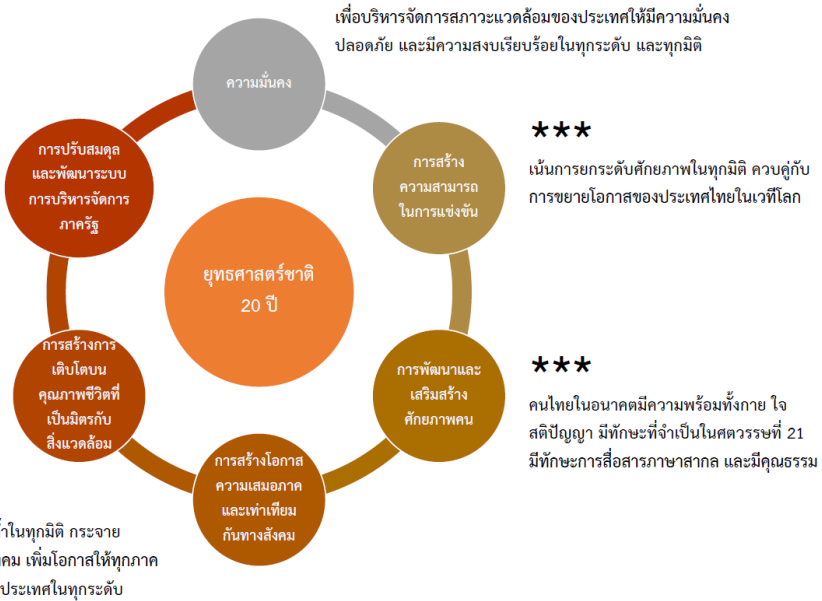 เพื่อบริหารจัดการสภาวะแวดล้อมของประเทศให้มีความมั่นคง
ปลอดภัย และมีความสงบเรียบร้อยในทุกระดับ และทุกมิติ
ความมั่นคง
การสร้าง
ความสามารถ
ในการแข่งขัน
***
เน้นการยกระดับศักยภาพในทุกมิติ ควบคู่กับ
การขยายโอกาสของประเทศไทยในเวทีโลก
การปรับสมดุล
และพัฒนาระบบ
การบริหารจัดการ
ภาครัฐ
ยุทธศาสตร์ชาติ
20 ปี
การพัฒนาและ
เสริมสร้าง
ศักยภาพคน
***
คนไทยในอนาคตมีความพร้อมทั้งกาย ใจ
สติปัญญา มีทักษะที่จำเป็นในศตวรรษที่ 21
มีทักษะการสื่อสารภาษาสากล และมีคุณธรรม
การสร้างการ
เติบโตบน
คุณภาพชีวิตที่
เป็นมิตรกับ
สิ่งแวดล้อม
การสร้างโอกาส
ความเสมอภาค
และเท่าเทียม
กันทางสังคม
ในทุกมิติ กระจาย
เพิ่มโอกาสให้ทุกภาค
ประเทศในทุกระดับ